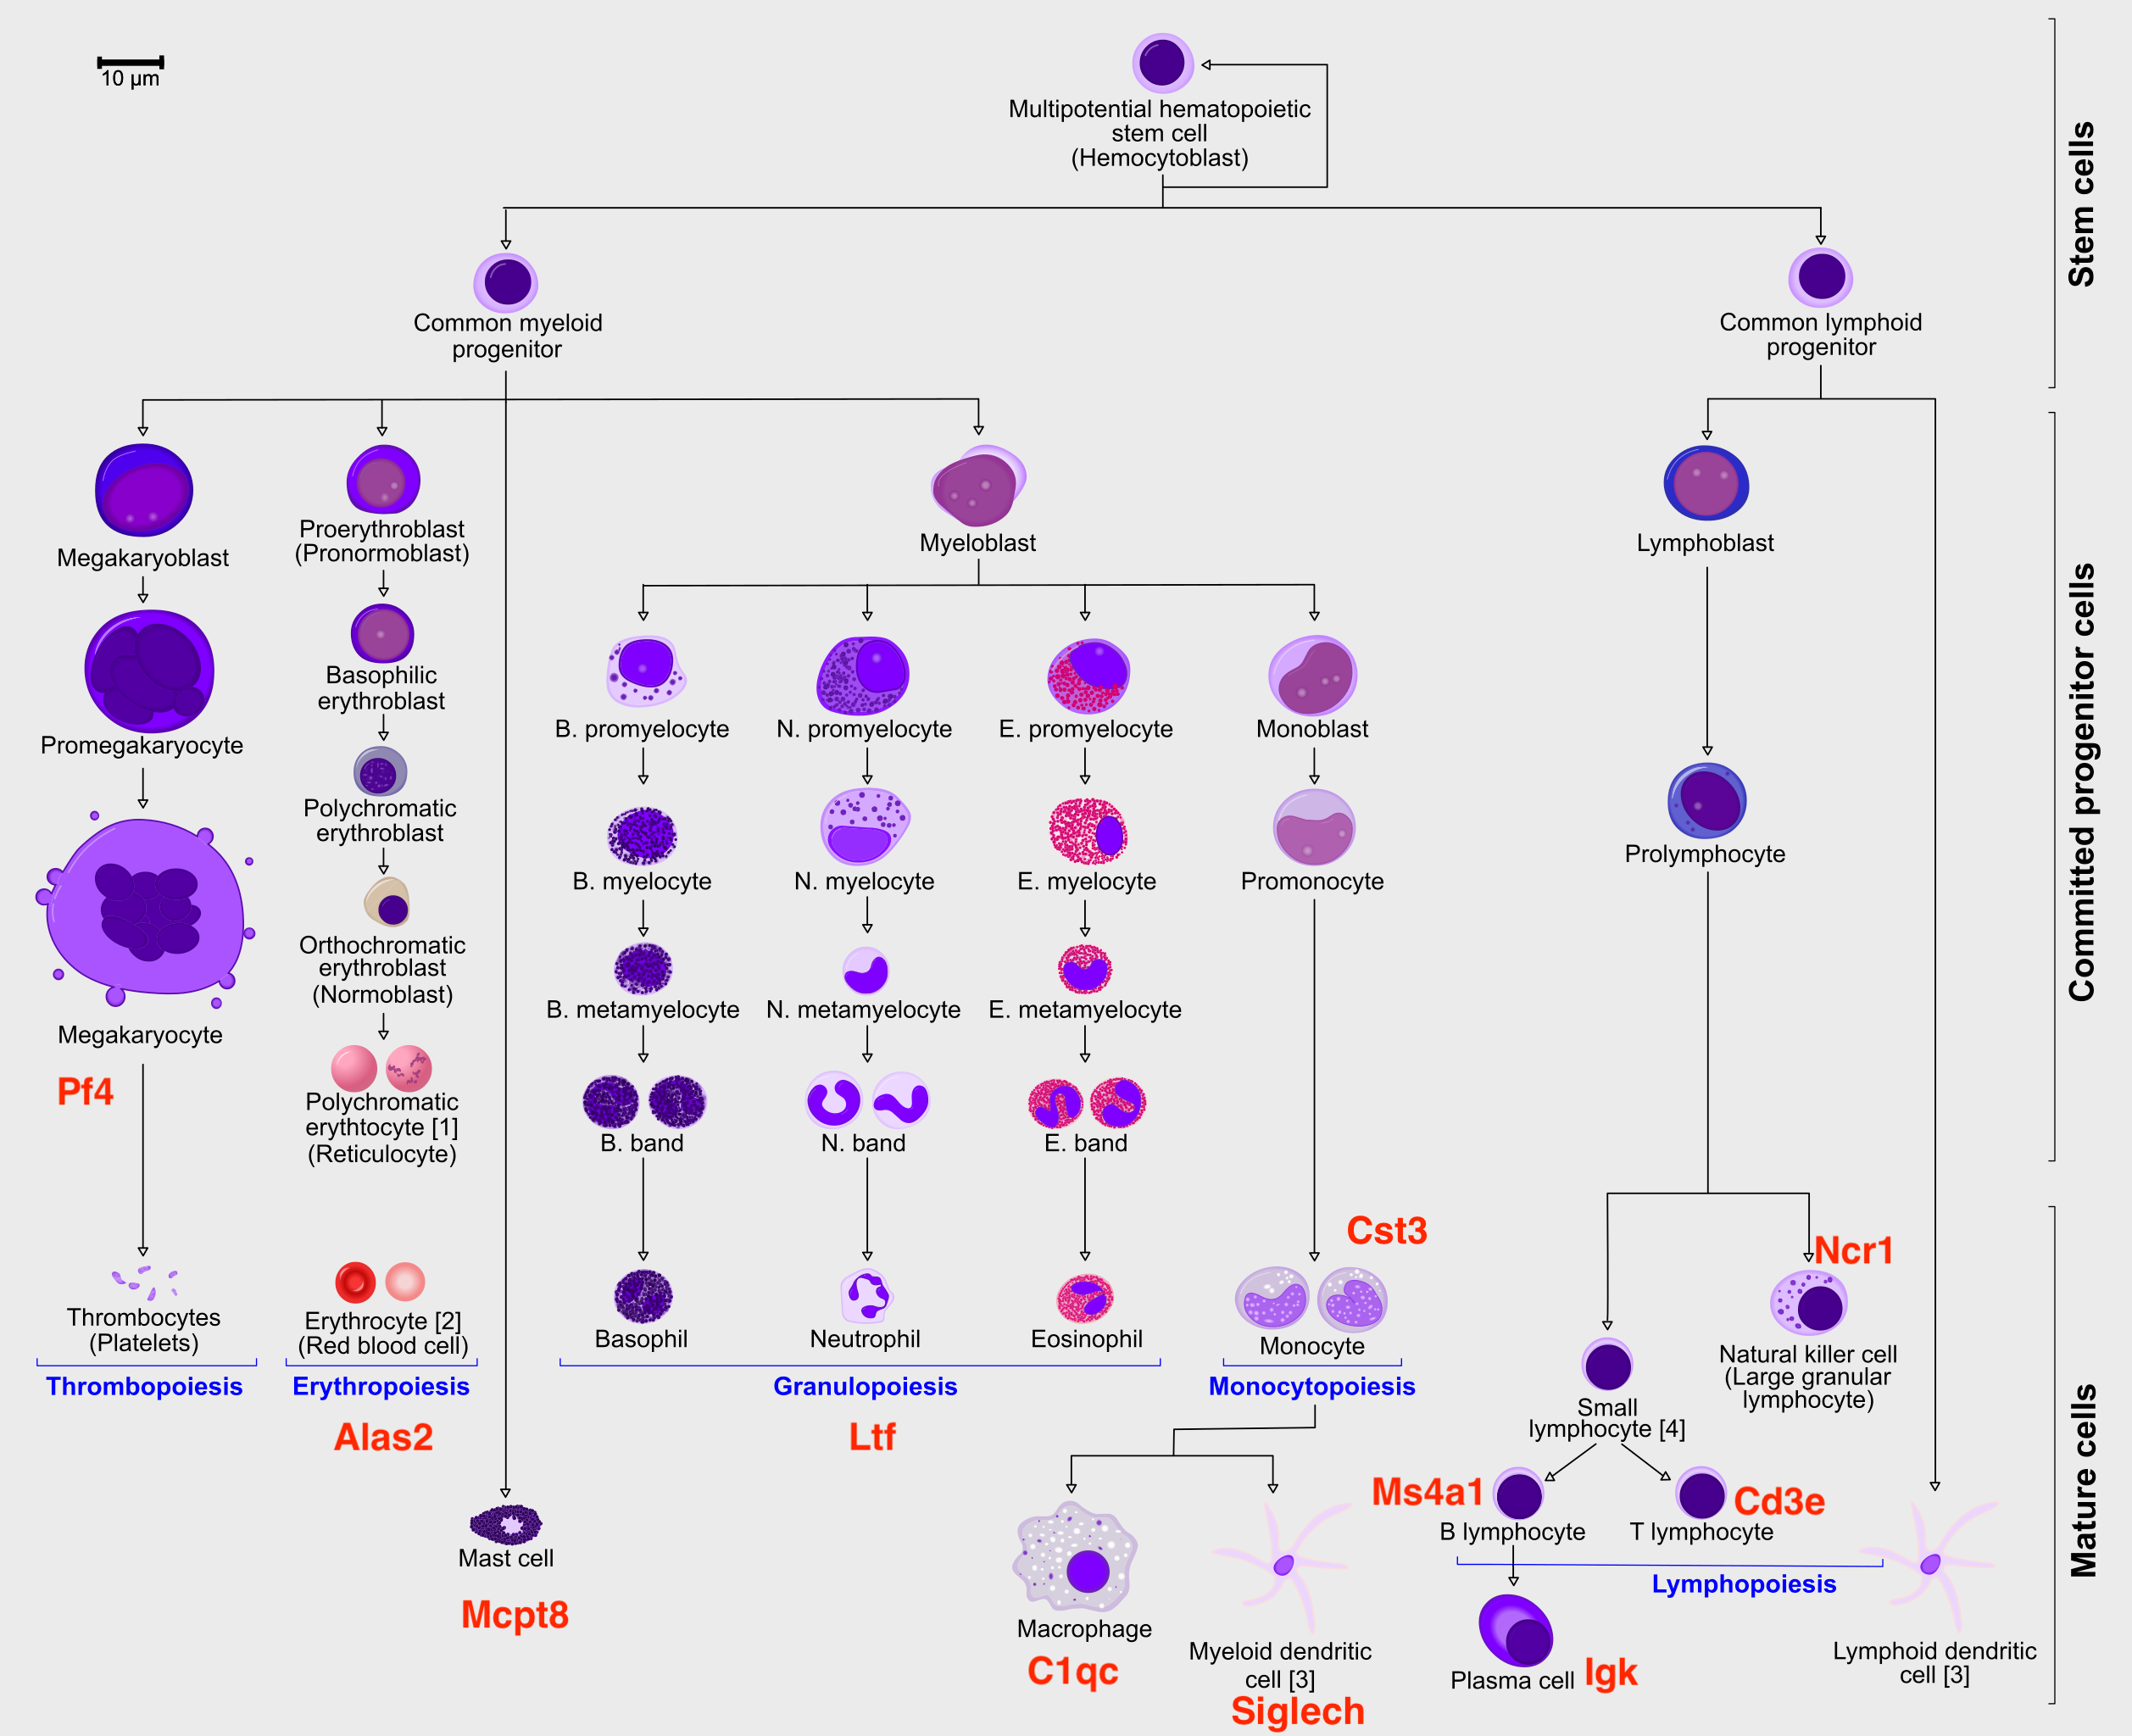 10 µm
Multipotential hematopoietic
stem cell
(Hemocytoblast)
Stem cells
Common myeloid
progenitor
Common lymphoid
progenitor
Committed progenitor cells
Megakaryoblast
Proerythroblast
(Pronormoblast)
Myeloblast
Lymphoblast
Promegakaryocyte
Basophilic
erythroblast
B. promyelocyte
N. promyelocyte
E. promyelocyte
Monoblast
Polychromatic
erythroblast
B. myelocyte
N. myelocyte
E. myelocyte
Promonocyte
Prolymphocyte
Orthochromatic
erythroblast
(Normoblast)
B. metamyelocyte
N. metamyelocyte
E. metamyelocyte
Megakaryocyte
Pf4
Polychromatic
erythtocyte [1]
(Reticulocyte)
B. band
N. band
E. band
Cst3
Ncr1
Mature cells
Thrombocytes
(Platelets)
Erythrocyte [2]
(Red blood cell)
Basophil
Neutrophil
Eosinophil
Monocyte
Natural killer cell
(Large granular
lymphocyte)
Thrombopoiesis
Erythropoiesis
Granulopoiesis
Monocytopoiesis
Small
lymphocyte [4]
Alas2
Ltf
Ms4a1
Cd3e
B lymphocyte
T lymphocyte
Mast cell
Lymphopoiesis
Mcpt8
Macrophage
C1qc
Myeloid dendritic
cell [3]
Siglech
Plasma cell
Igk
Lymphoid dendritic
cell [3]